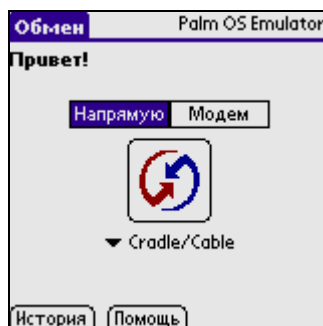 Обмен Palm OS Emulator
Привет!
Напрямую Модем
Cradle/Cable
История Помощь